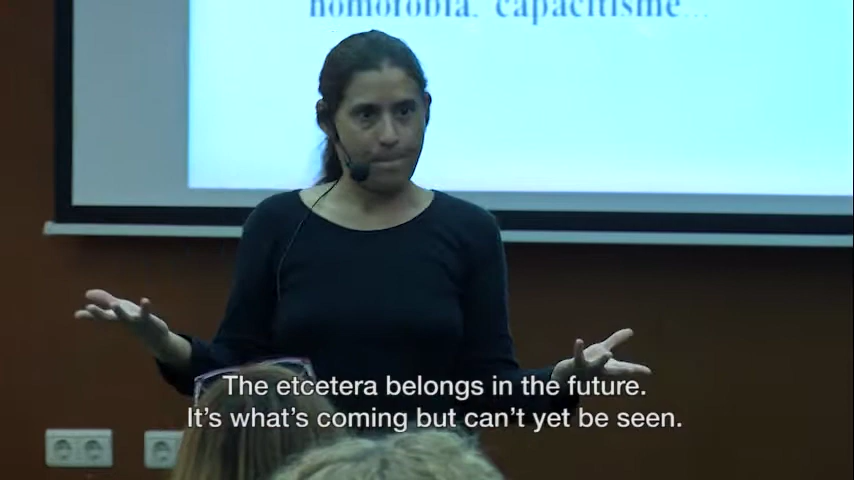 homofobia, capacitisme...
The etcetera belongs in the future.
It's what's coming but can't yet be seen.